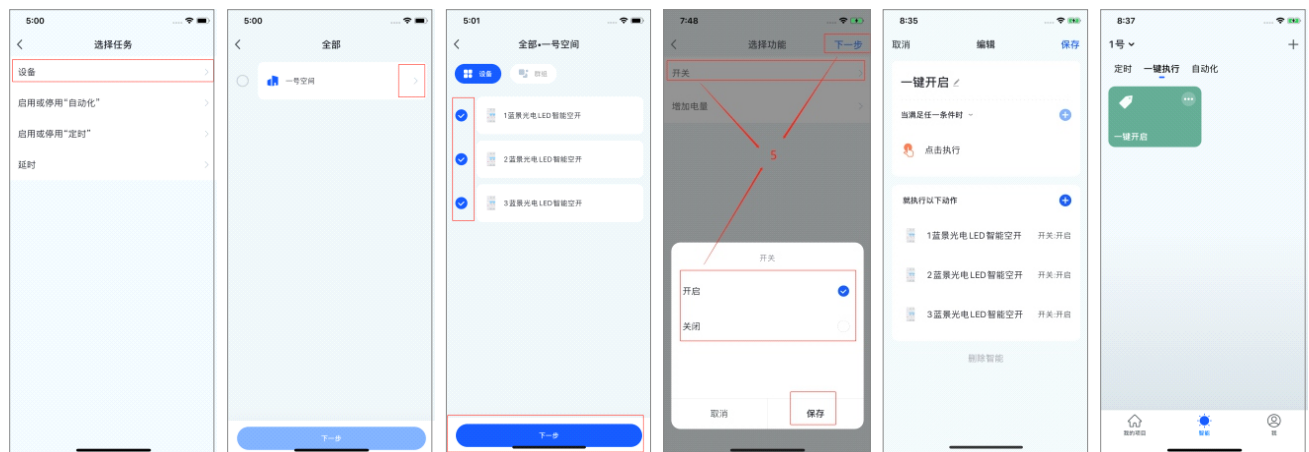 5:00
选择任务
设备
启用或停用“自动化”
启用或停用“定时”
延时
5:00
全部
一号空间
下一步
5:01
全部•一号空间
设备
群组
1蓝景光电LED智能空开
2蓝景光电LED智能空开
3蓝景光电LED智能空开
下一步
7:48
选择功能
下一步
开关
增加电量
5
开关
开启
关闭
取消
保存
8:35
取消
编辑
保存
一键开启
当满足任一条件时
点击执行
就执行以下动作
1蓝景光电LED智能空开 开关:开启
2蓝景光电LED智能空开 开关:开启
3蓝景光电LED智能空开 开关:开启
删除智能
8:37
1号
定时 一键执行 自动化
一键开启
我的项目
智能
我